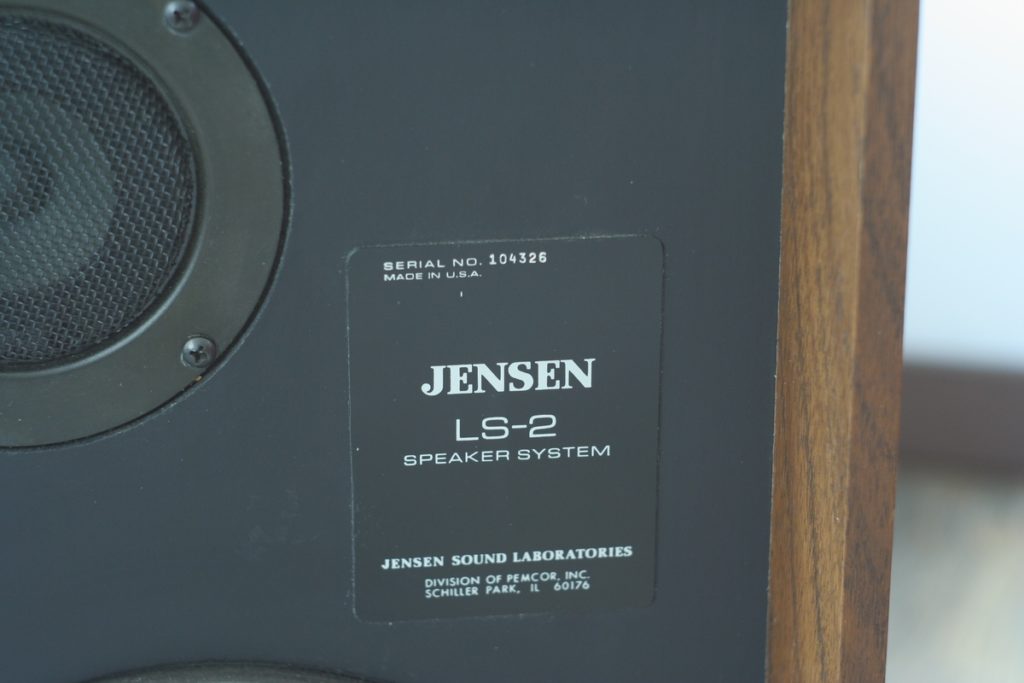 SERIAL NO. 104326
MADE IN U.S.A.
JENSEN
LS-2
SPEAKER SYSTEM
JENSEN SOUND LABORATORIES
DIVISION OF PEMCOR, INC.
SCHILLER PARK, IL 60176